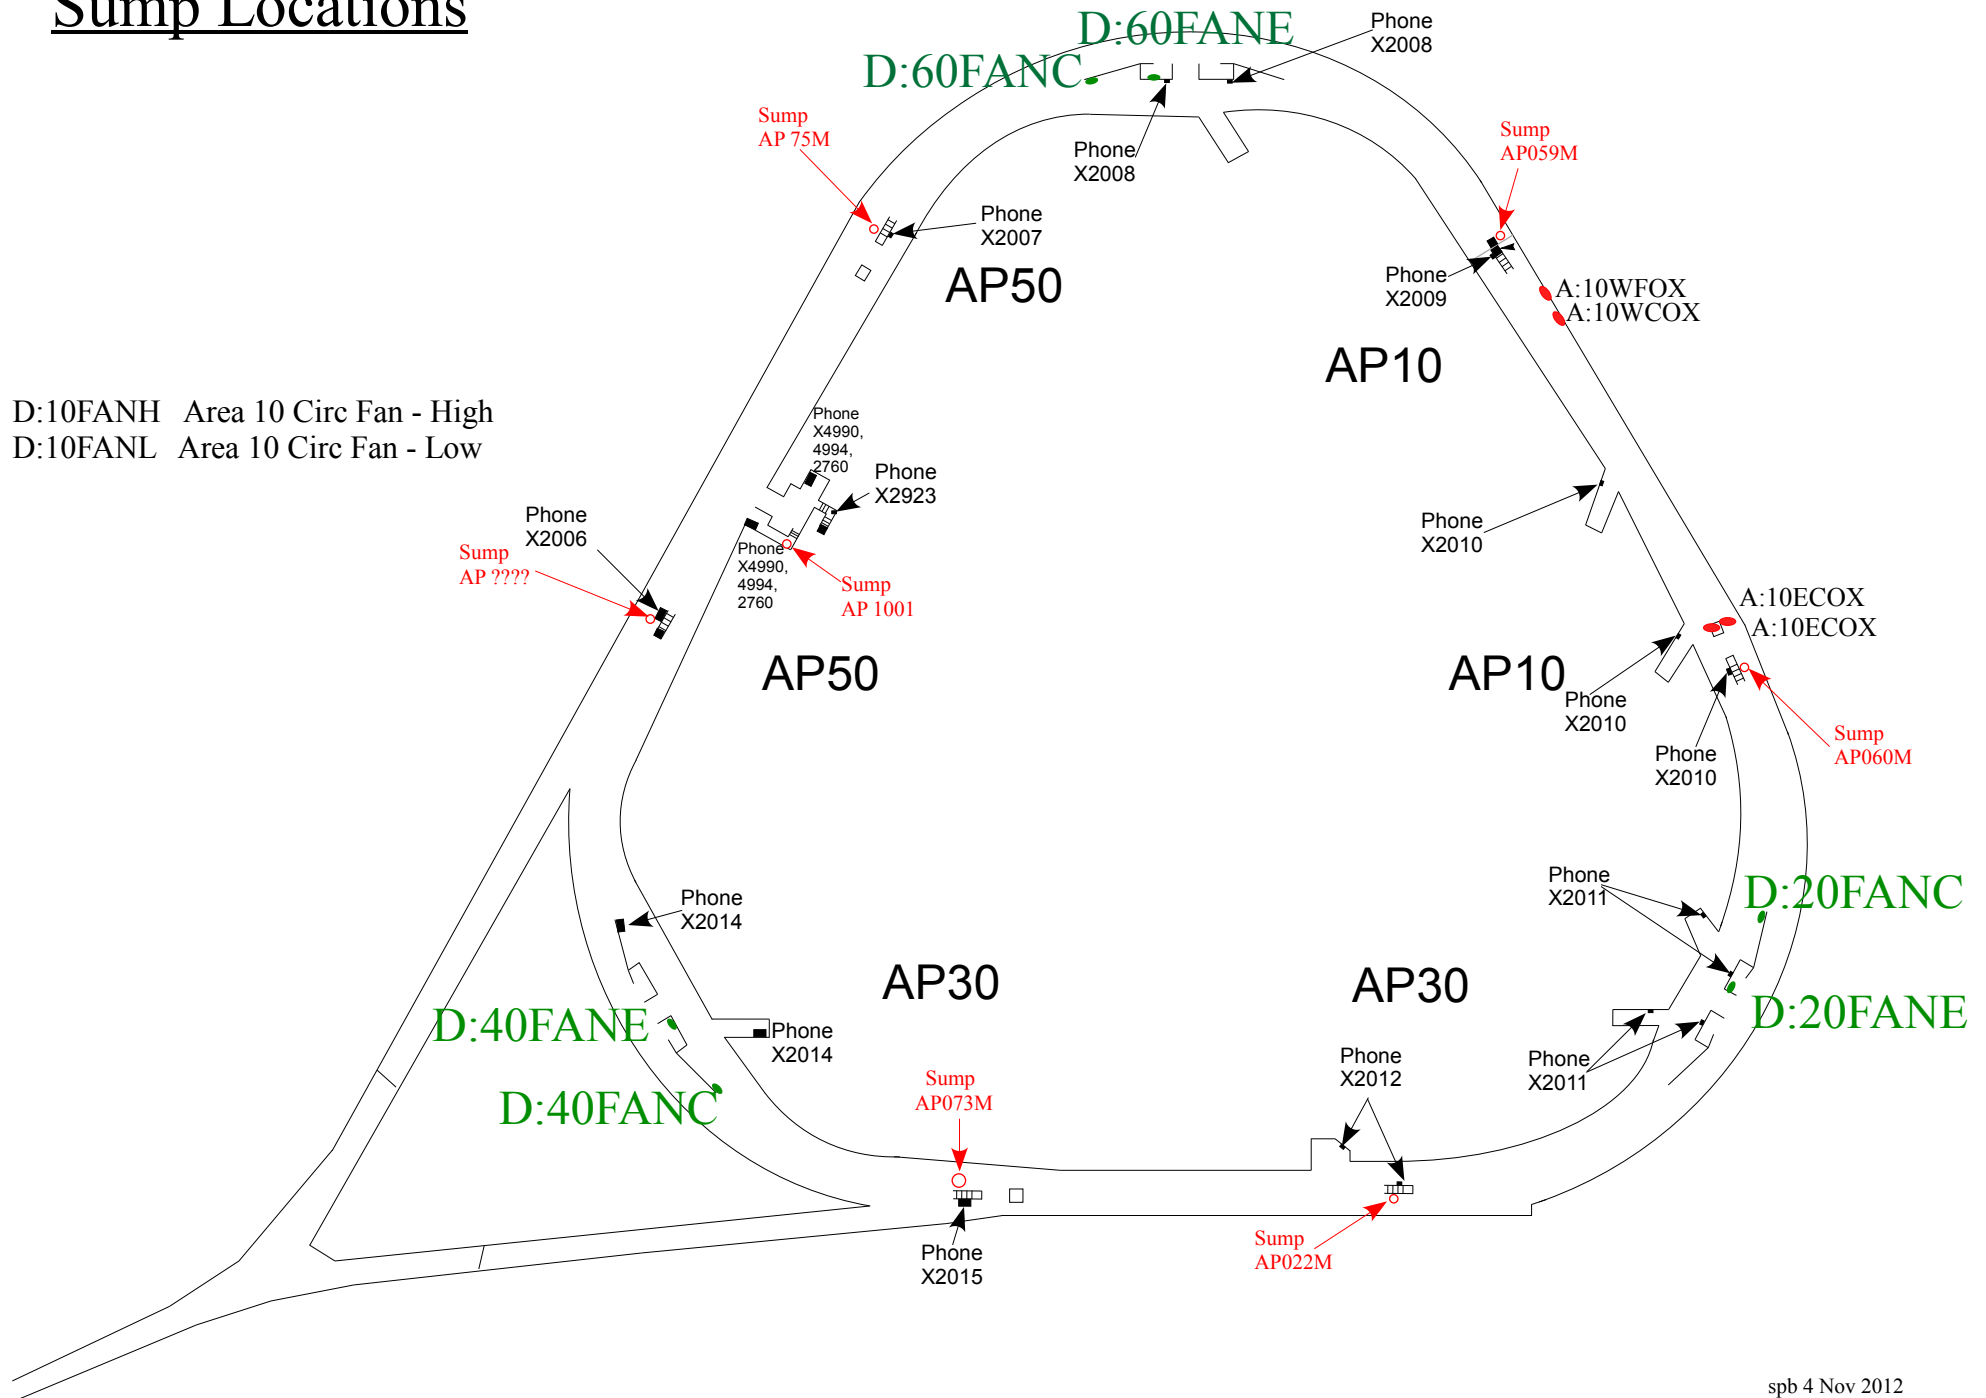 Sump Locations
D:60FANE
Phone
X2008
D:60FANC
Sump
AP 75M
Phone
X2008
Sump
AP059M
Phone
X2007
AP50
Phone
X2009
A:10WFOX
A:10WCOX
AP10
D:10FANH Area 10 Circ Fan - High
D:10FANL Area 10 Circ Fan - Low
Phone
X4990,
4994,
2760
Phone
X2923
Phone
X2006
Sump
AP ????
Phone
X4990,
4994,
2760
Sump
AP 1001
Phone
X2010
A:10ECOX
A:10ECOX
AP50
AP10
Phone
X2010
Phone
X2010
Sump
AP060M
Phone
X2014
Phone
X2011
D:20FANC
AP30
AP30
D:40FANE
Phone
X2014
D:20FANE
D:40FANC
Sump
AP073M
Phone
X2012
Phone
X2011
Phone
X2015
Sump
AP022M
spb 4 Nov 2012